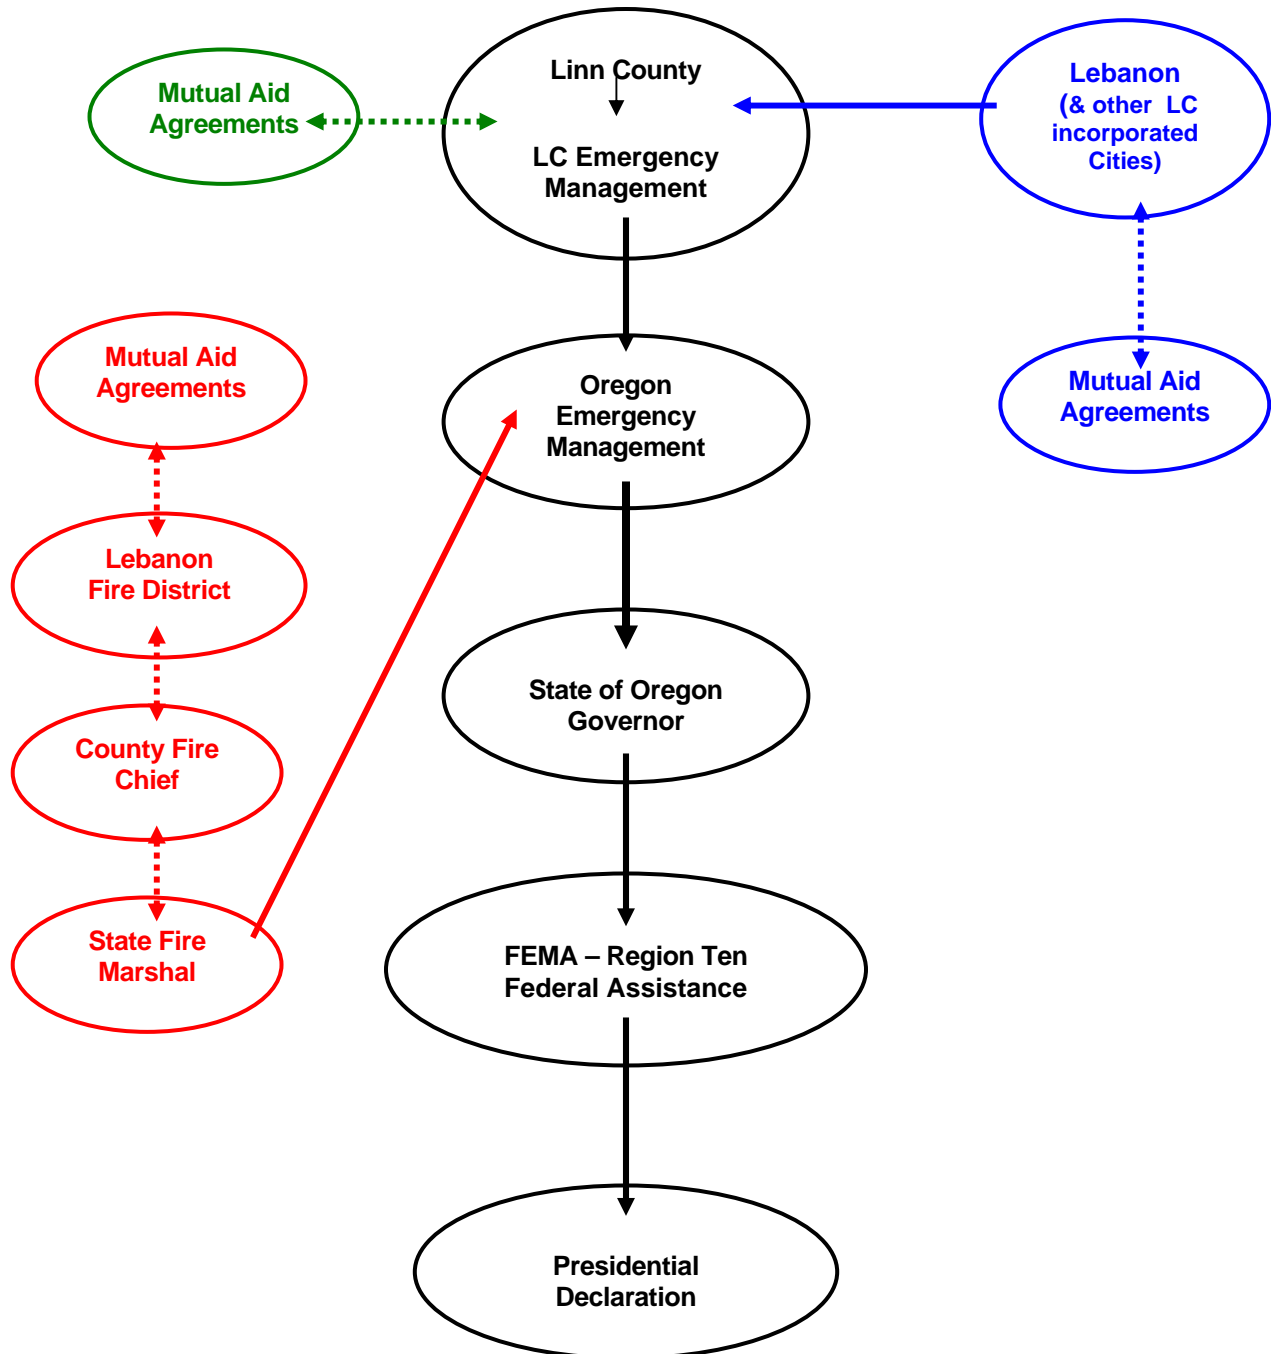 Mutual Aid
Agreements
Linn County
LC Emergency
Management
Lebanon
(& other LC
incorporated
Cities)
Mutual Aid
Agreements
Oregon
Emergency
Management
Mutual Aid
Agreements
Lebanon
Fire District
State of Oregon
Governor
County Fire
Chief
State Fire
Marshal
FEMA – Region Ten
Federal Assistance
Presidential
Declaration